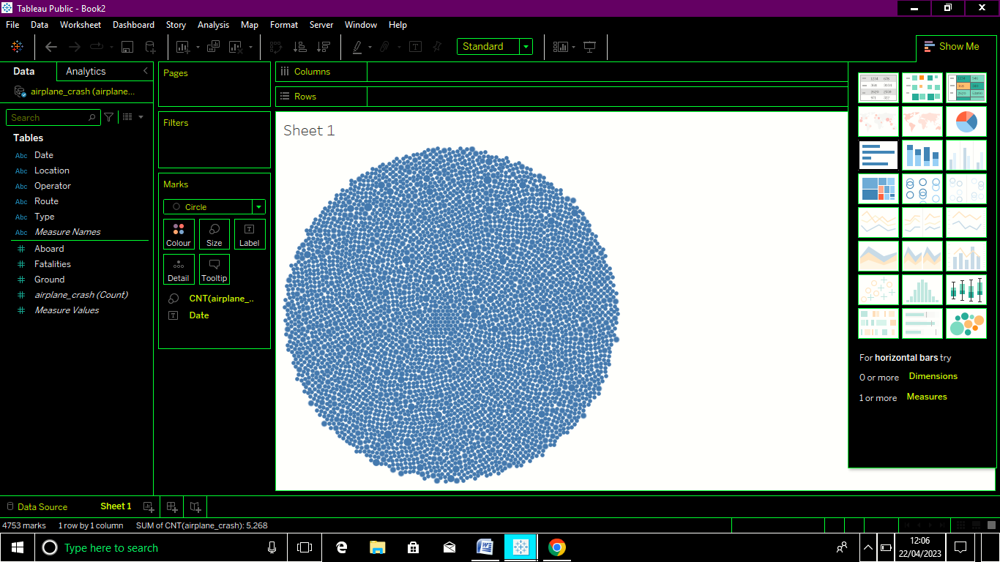 Tableau Public - Book2
File Data Worksheet Dashboard Story Analysis Map Format Server Window Help
Standard
Show Me
Data Analytics
airplane_crash (airplane...
Search
Tables
Abc Date
Abc Location
Abc Operator
Abc Route
Abc Type
Abc Measure Names
Aboard
Fatalities
Ground
airplane_crash (Count)
Measure Values
Pages
Filters
Marks
Circle
Colour Size Label
Detail Tooltip
CNT(airplane_..
Date
Columns
Rows
Sheet 1
For horizontal bars try
0 or more Dimensions
1 or more Measures
Data Source Sheet 1
4753 marks 1 row by 1 column SUM of CNT(airplane_crash): 5,268
Type here to search
12:06
22/04/2023